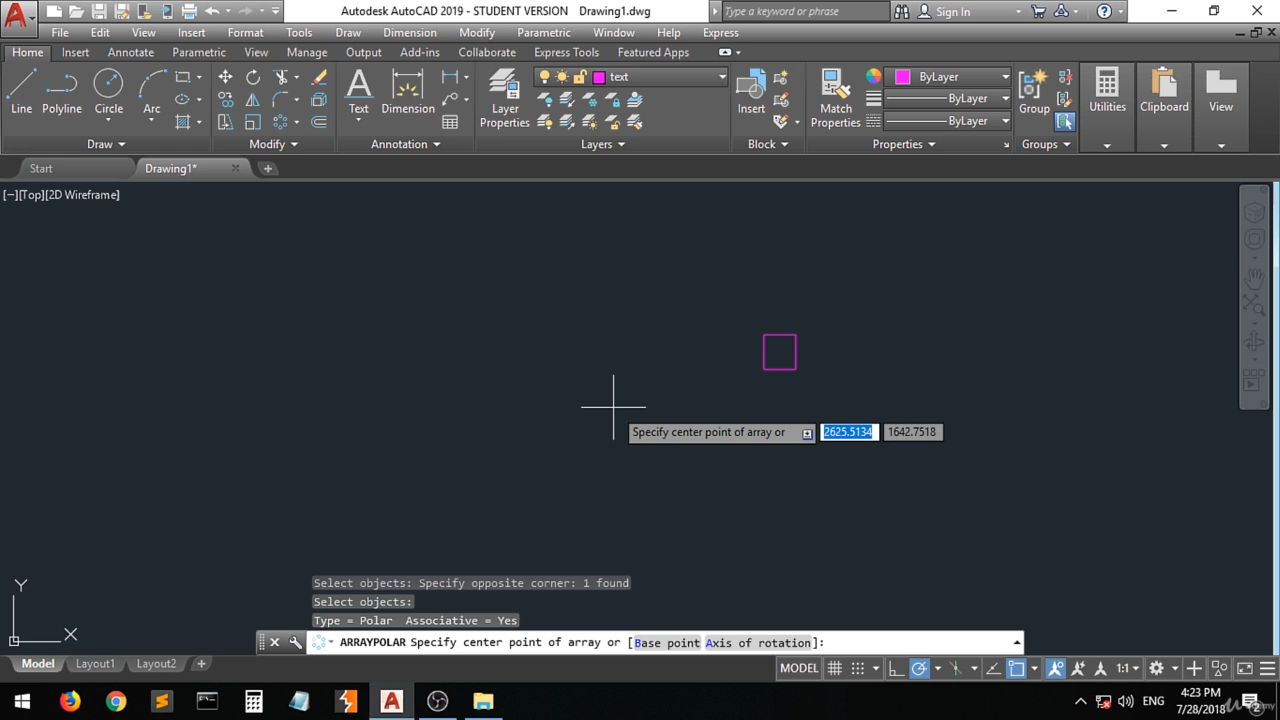 Autodesk AutoCAD 2019 - STUDENT VERSION Drawing1.dwg
Type a keyword or phrase
Sign In
File Edit View Insert Format Tools Draw Dimension Modify Parametric Window Help Express
Home Insert Annotate Parametric View Manage Output Add-ins Collaborate Express Tools Featured Apps
Line Polyline Circle Arc
Text Dimension
Layer Properties
text
Insert
Match Properties
ByLayer
ByLayer
ByLayer
Group
Utilities Clipboard View
Draw Modify Annotation Layers Block Properties Groups
Start Drawing1*
[−][Top][2D Wireframe]
Specify center point of array or 2625.5134 1642.7518
Y
X
Select objects: Specify opposite corner: 1 found
Select objects:
Type = Polar Associative = Yes
ARRAYPOLAR Specify center point of array or [Base point Axis of rotation]:
Model Layout1 Layout2 +
MODEL 1:1
ENG
4:23 PM
7/28/2018
2